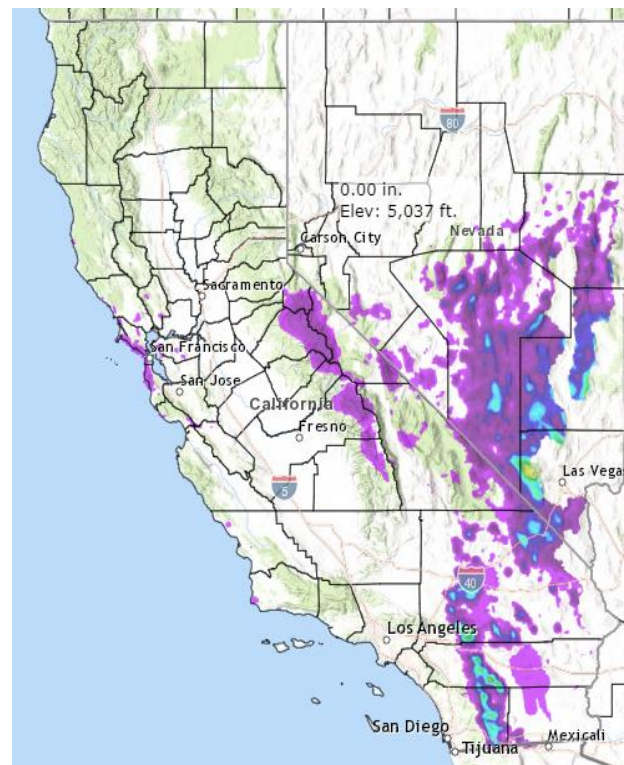 80
0.00 in.
Elev: 5,037 ft.
Nevada
Carson City
Sacramento
San Francisco
San Jose
California
Fresno
5
Las Vegas
40
Los Angeles
San Diego
Tijuana
Mexicali